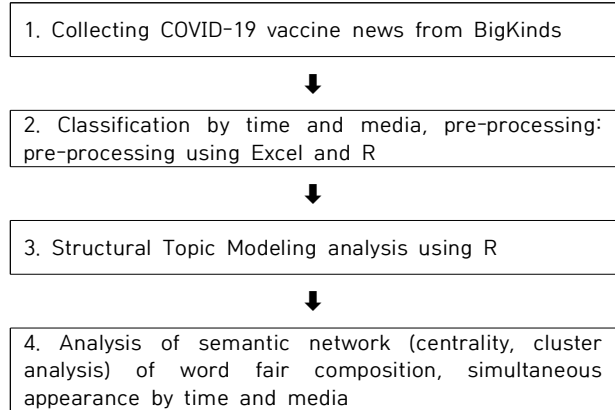 1. Collecting COVID-19 vaccine news from BigKinds
2. Classification by time and media, pre-processing:
pre-processing using Excel and R
3. Structural Topic Modeling analysis using R
4. Analysis of semantic network (centrality, cluster
analysis) of word fair composition, simultaneous
appearance by time and media